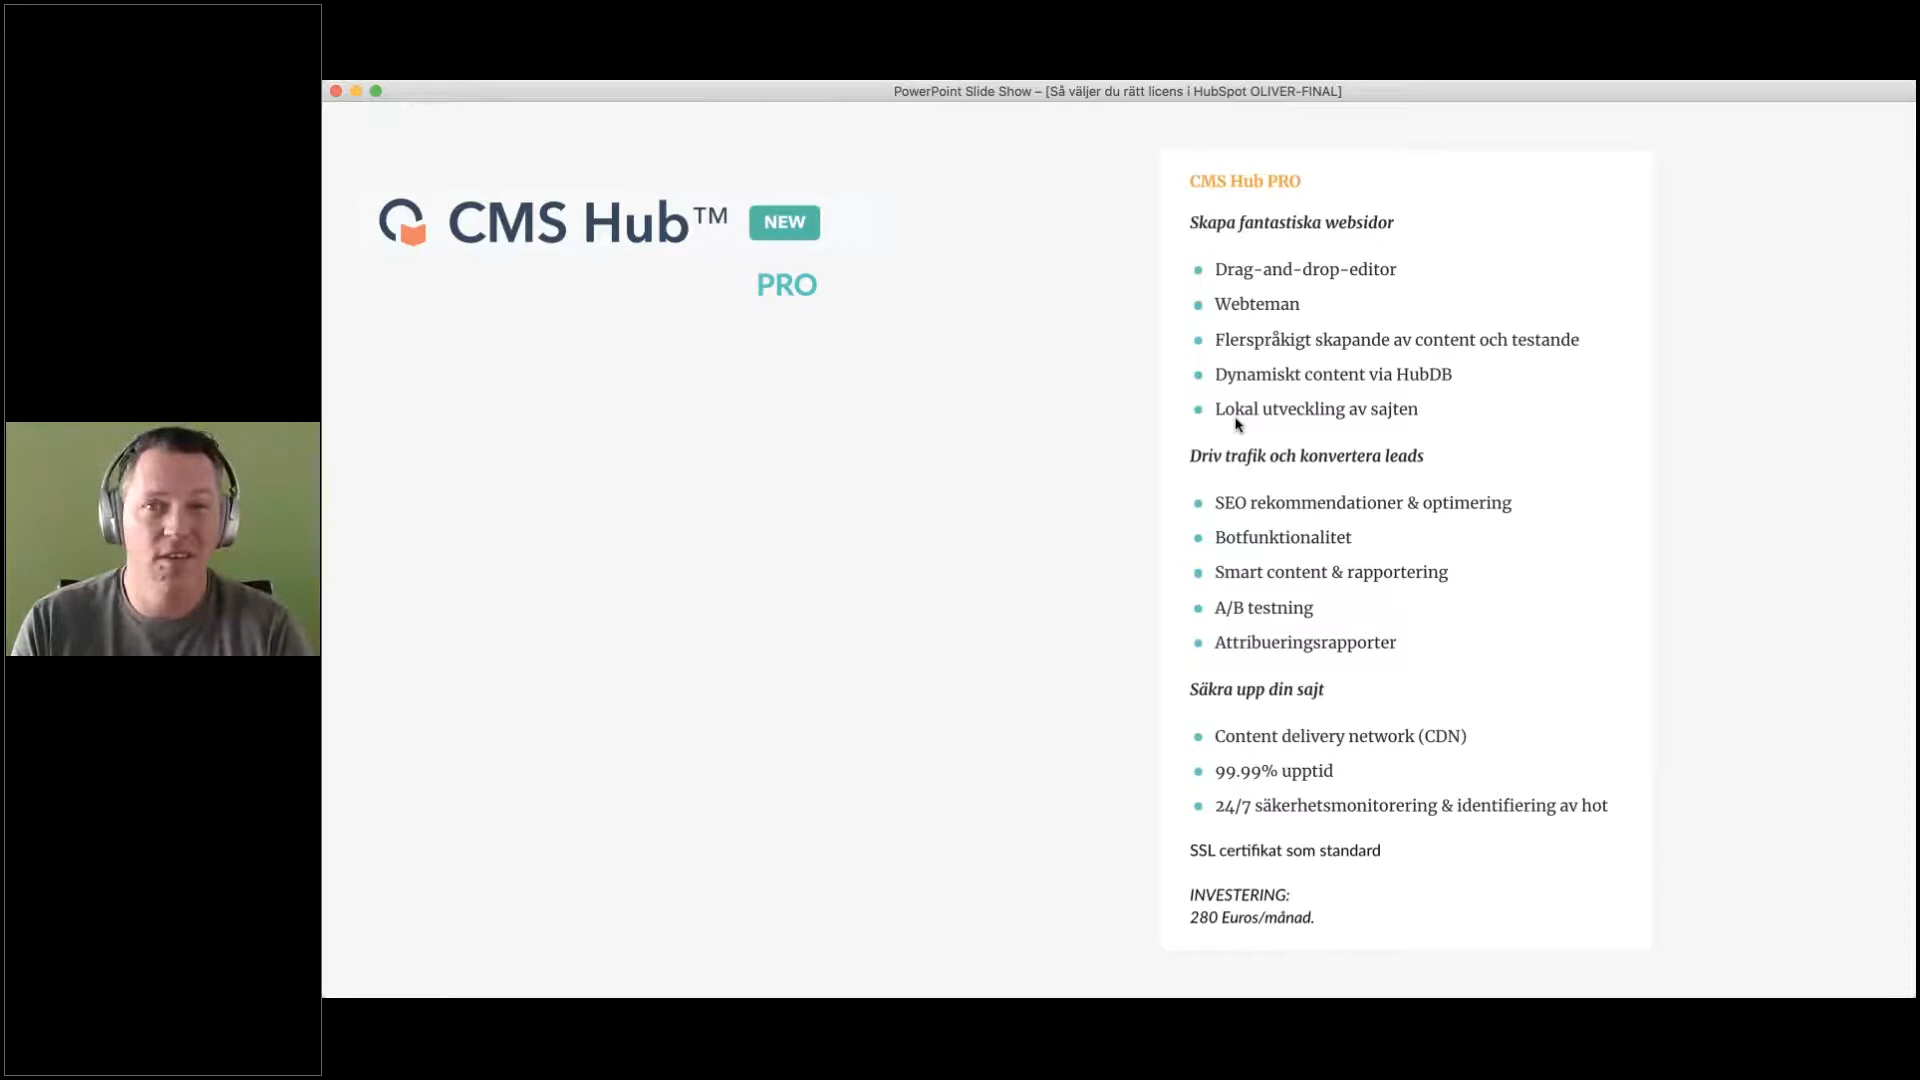 PowerPoint Slide Show – [Så väljer du rätt licens i HubSpot OLIVER-FINAL]
CMS Hub™ NEW
PRO
CMS Hub PRO
Skapa fantastiska websidor
Drag-and-drop-editor
Webteman
Flerspråkigt skapande av content och testande
Dynamiskt content via HubDB
Lokal utveckling av sajten
Driv trafik och konvertera leads
SEO rekommendationer & optimering
Botfunktionalitet
Smart content & rapportering
A/B testning
Attribueringsrapporter
Säkra upp din sajt
Content delivery network (CDN)
99.99% upptid
24/7 säkerhetsmonitorering & identifiering av hot
SSL certifikat som standard
INVESTERING:
280 Euros/månad.